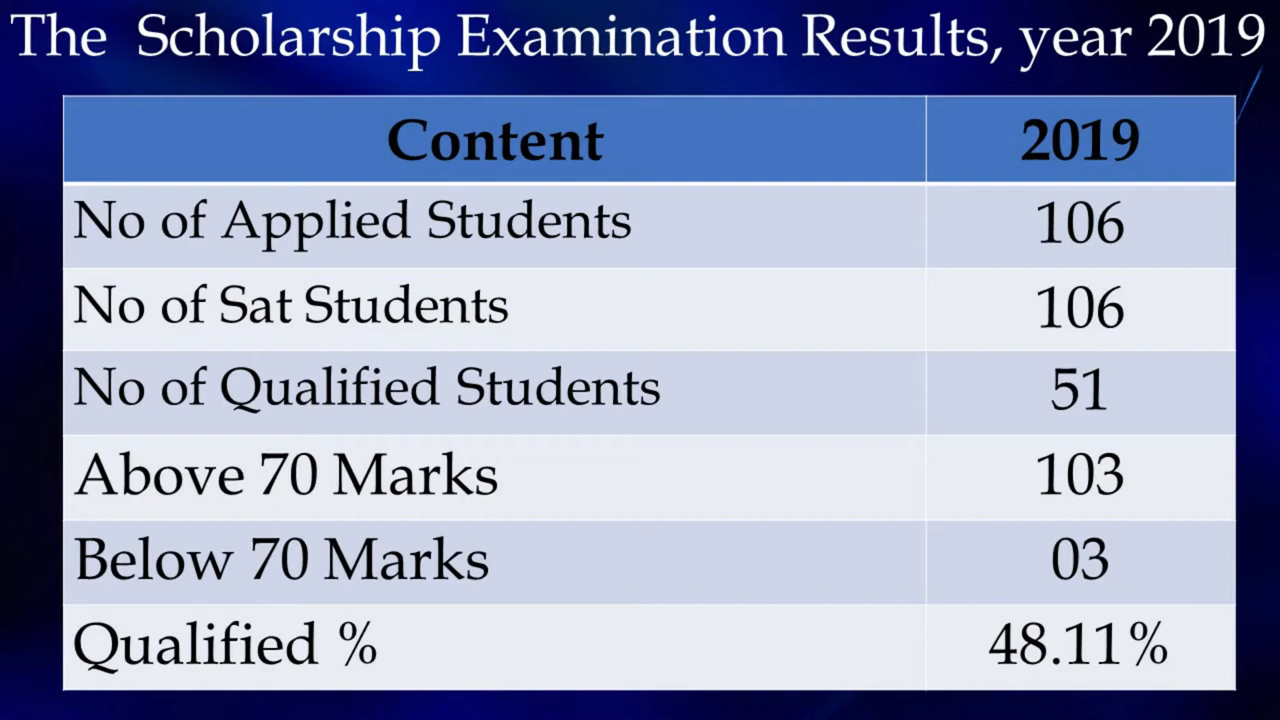 The Scholarship Examination Results, year 2019
Content 2019
No of Applied Students 106
No of Sat Students 106
No of Qualified Students 51
Above 70 Marks 103
Below 70 Marks 03
Qualified % 48.11%